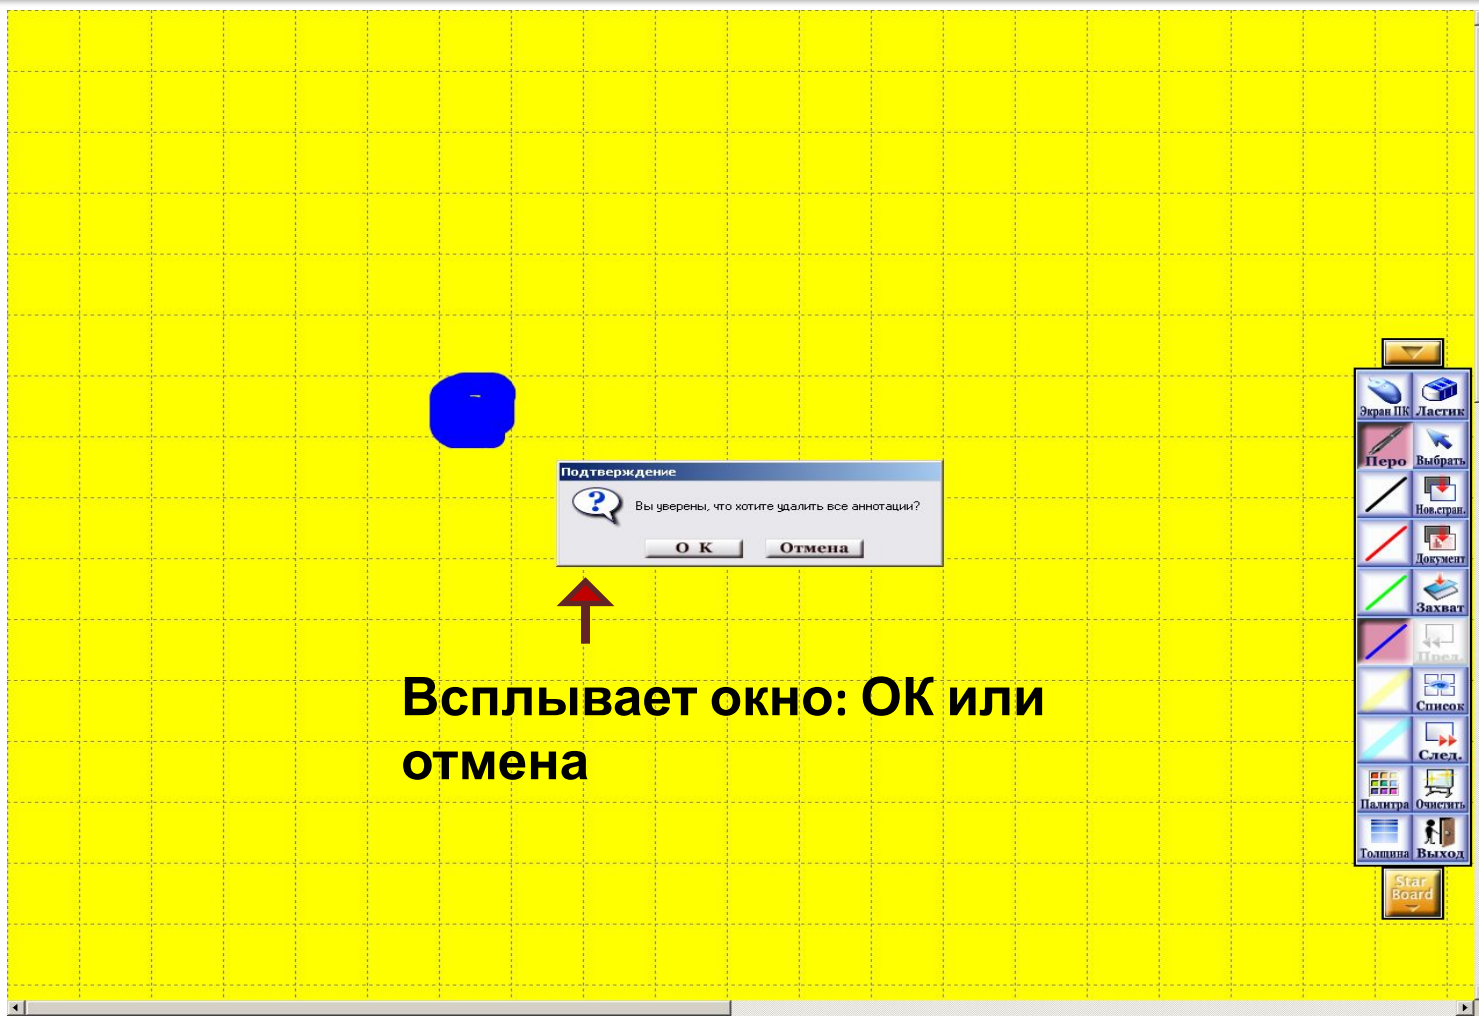 Экран ПК Ластик
Перо Выбрать
Нов.стран.
Документ
Подтверждение
Вы уверены, что хотите удалить все аннотации?
О К Отмена
Захват
Пред.
Всплывает окно: ОК или
отмена
Список
След.
Палитра Очистить
Толщина Выход
Star
Board